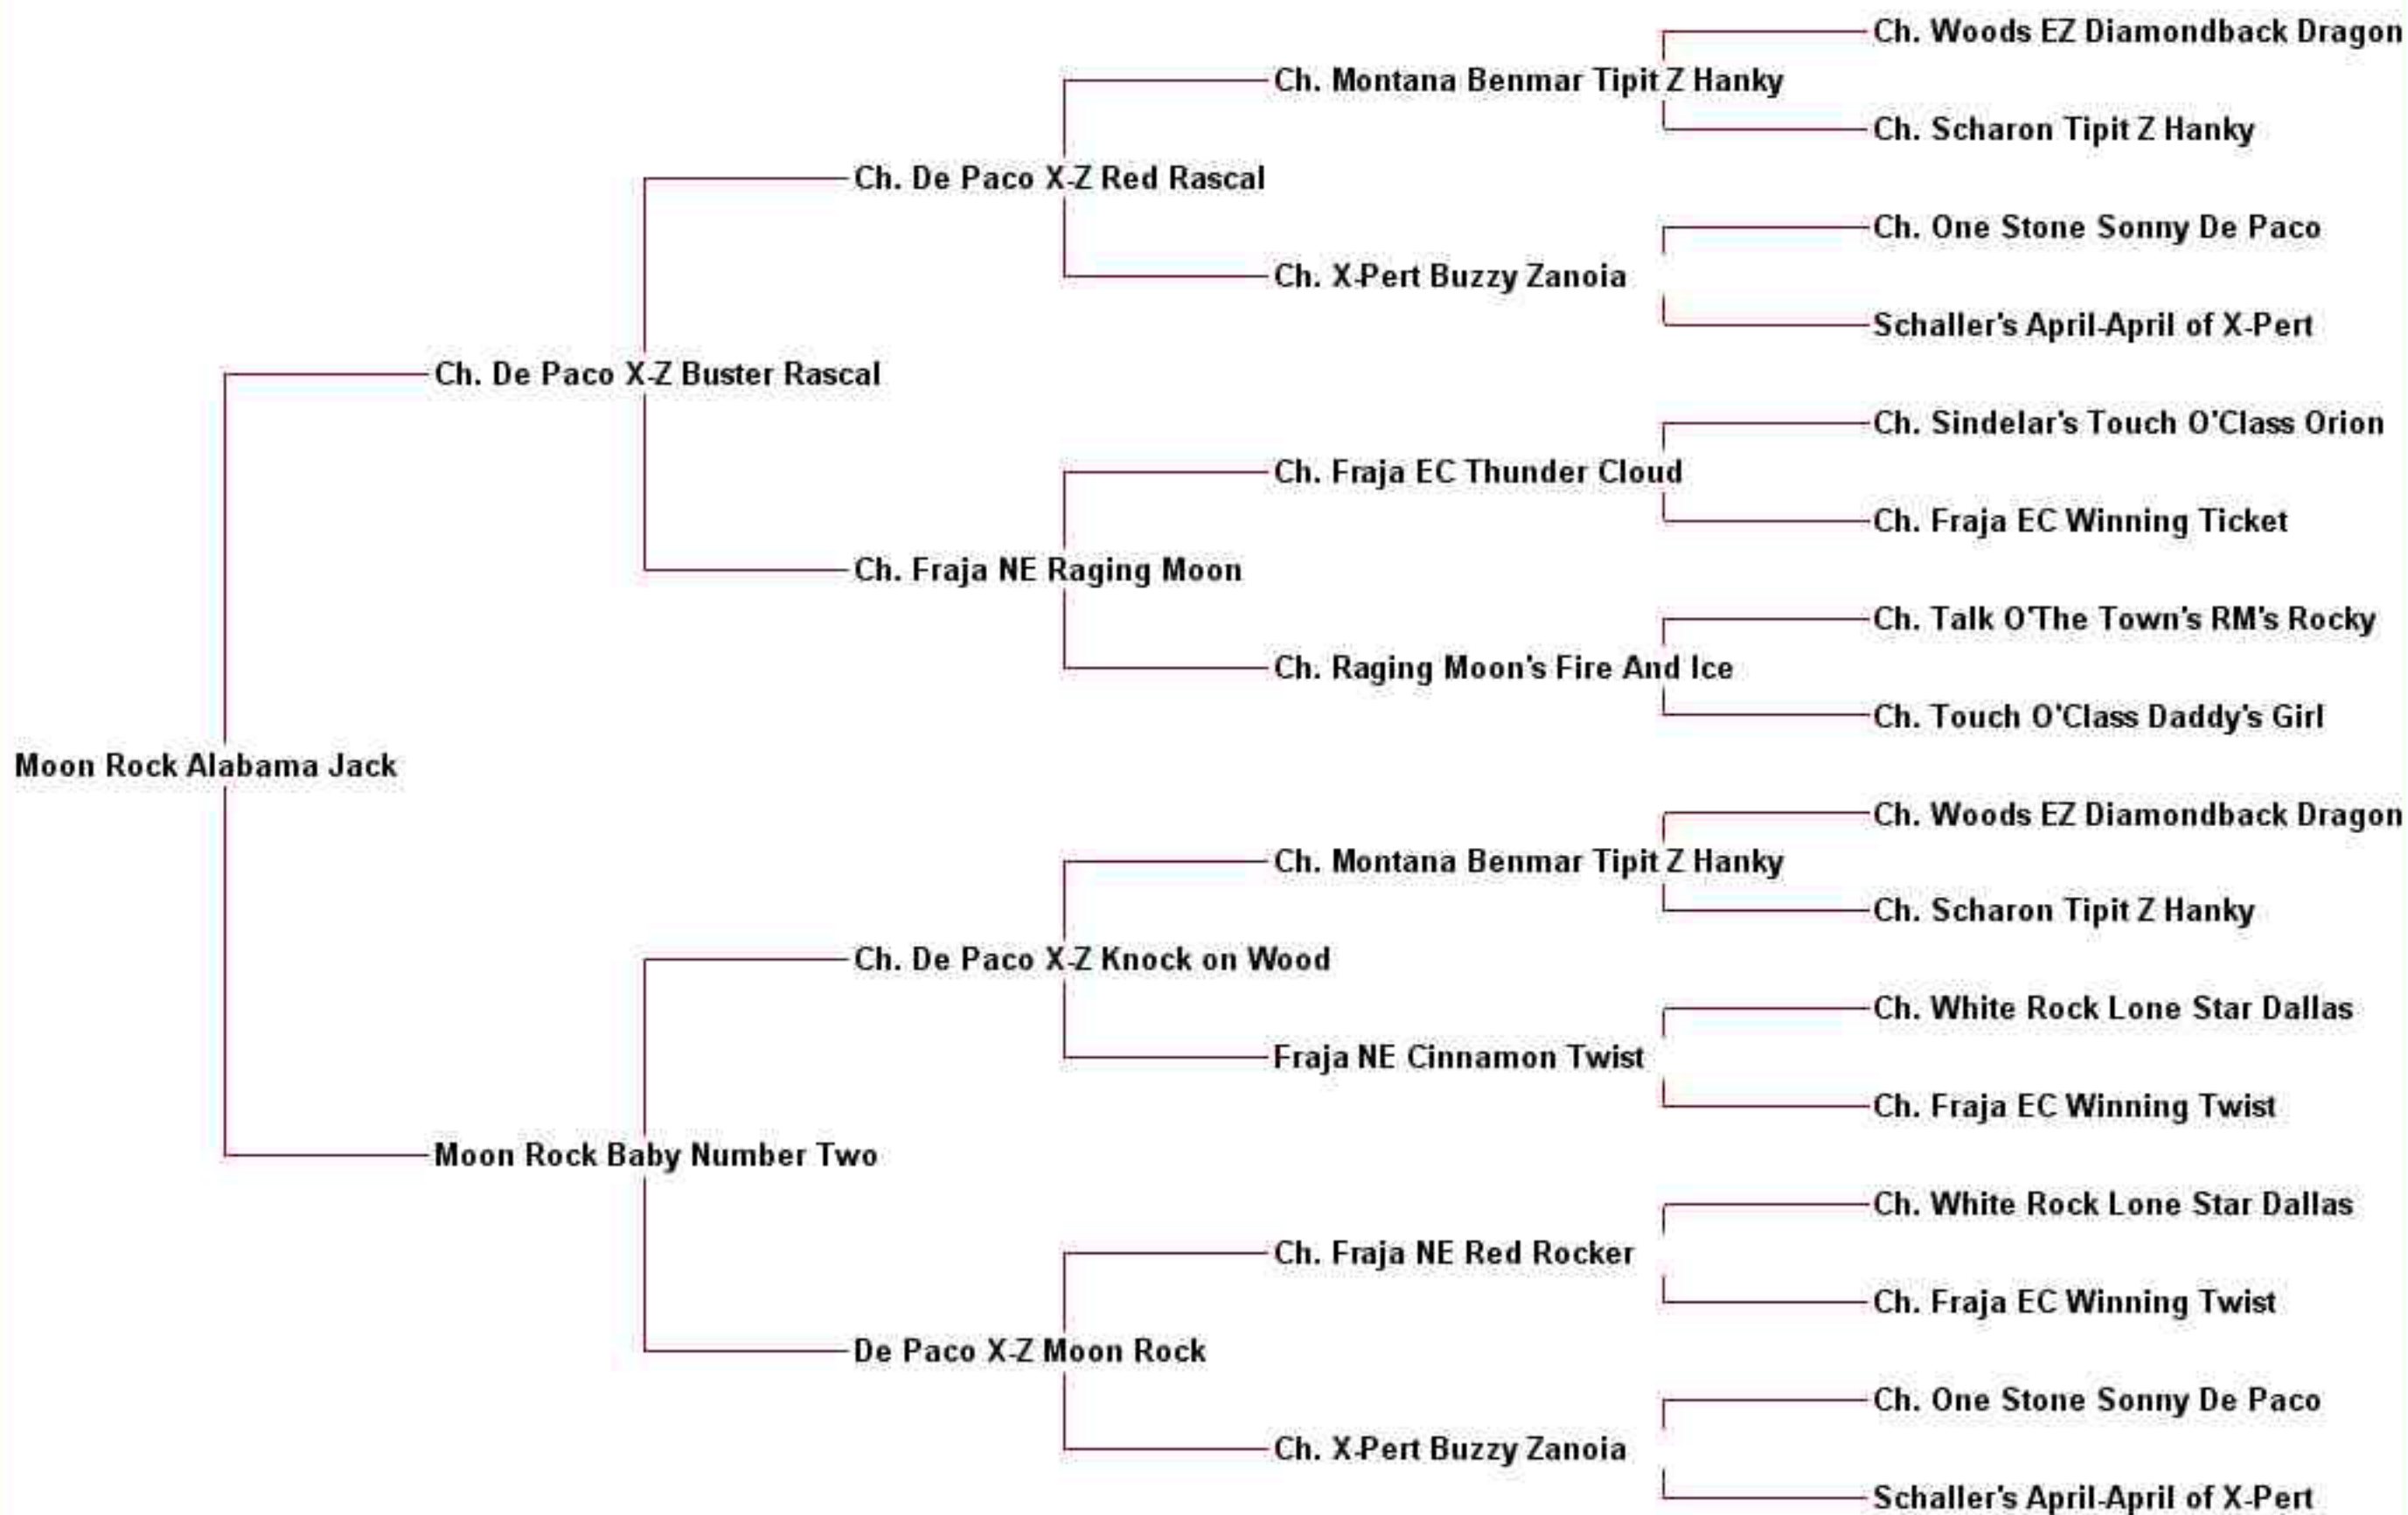 Ch. Woods EZ Diamondback Dragon
Ch. Montana Benmar Tipit Z Hanky
Ch. Scharon Tipit Z Hanky
Ch. De Paco X-Z Red Rascal
Ch. One Stone Sonny De Paco
Ch. X-Pert Buzzy Zanoia
Schaller's April-April of X-Pert
Ch. De Paco X-Z Buster Rascal
Ch. Sindelar's Touch O'Class Orion
Ch. Fraja EC Thunder Cloud
Ch. Fraja EC Winning Ticket
Ch. Fraja NE Raging Moon
Ch. Talk O'The Town's RM's Rocky
Ch. Raging Moon's Fire And Ice
Ch. Touch O'Class Daddy's Girl
Moon Rock Alabama Jack
Ch. Woods EZ Diamondback Dragon
Ch. Montana Benmar Tipit Z Hanky
Ch. Scharon Tipit Z Hanky
Ch. De Paco X-Z Knock on Wood
Ch. White Rock Lone Star Dallas
Fraja NE Cinnamon Twist
Ch. Fraja EC Winning Twist
Moon Rock Baby Number Two
Ch. White Rock Lone Star Dallas
Ch. Fraja NE Red Rocker
Ch. Fraja EC Winning Twist
De Paco X-Z Moon Rock
Ch. One Stone Sonny De Paco
Ch. X-Pert Buzzy Zanoia
Schaller's April-April of X-Pert